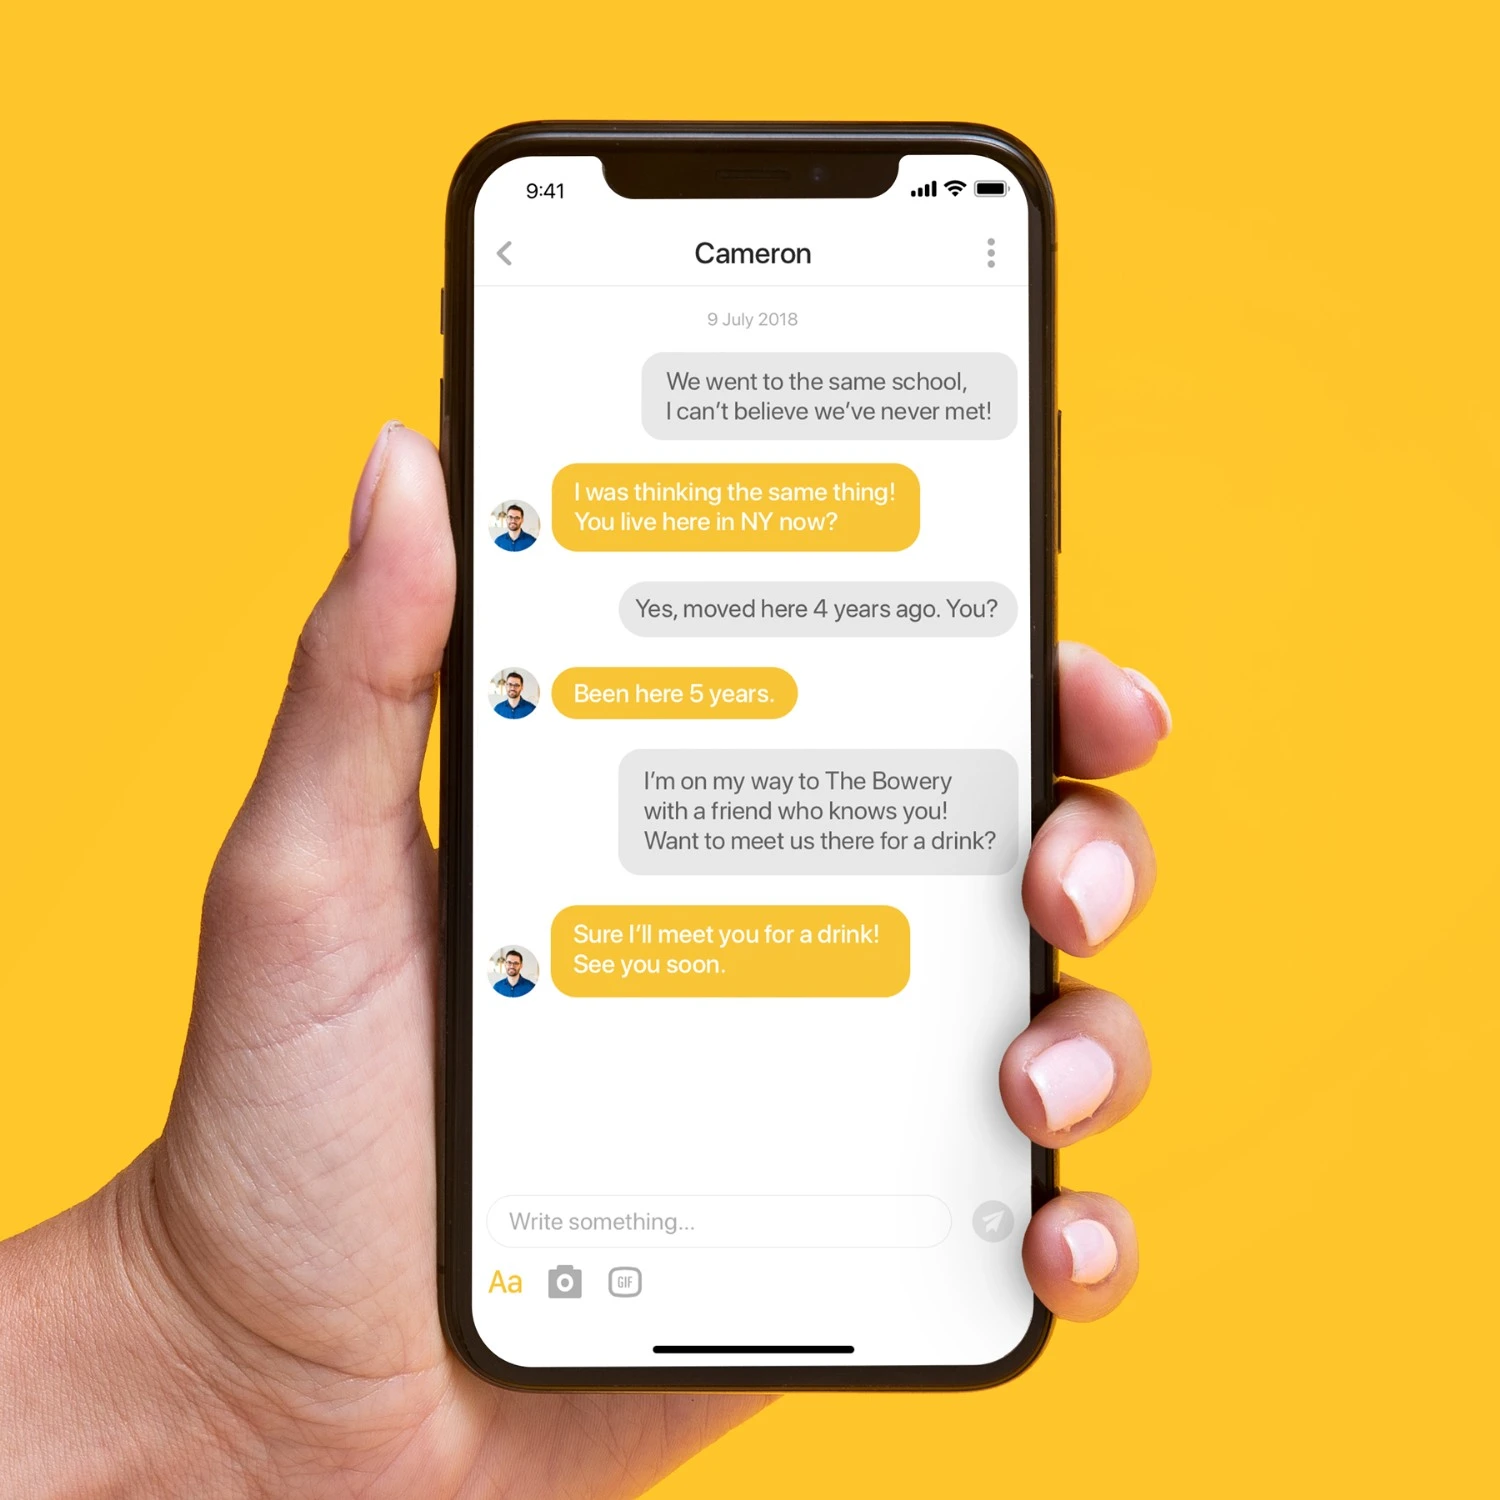 9:41
Cameron
9 July 2018
We went to the same school,
I can't believe we've never met!
I was thinking the same thing!
You live here in NY now?
Yes, moved here 4 years ago. You?
Been here 5 years.
I'm on my way to The Bowery
with a friend who knows you!
Want to meet us there for a drink?
Sure I'll meet you for a drink!
See you soon.
Write something...
Aa
GIF